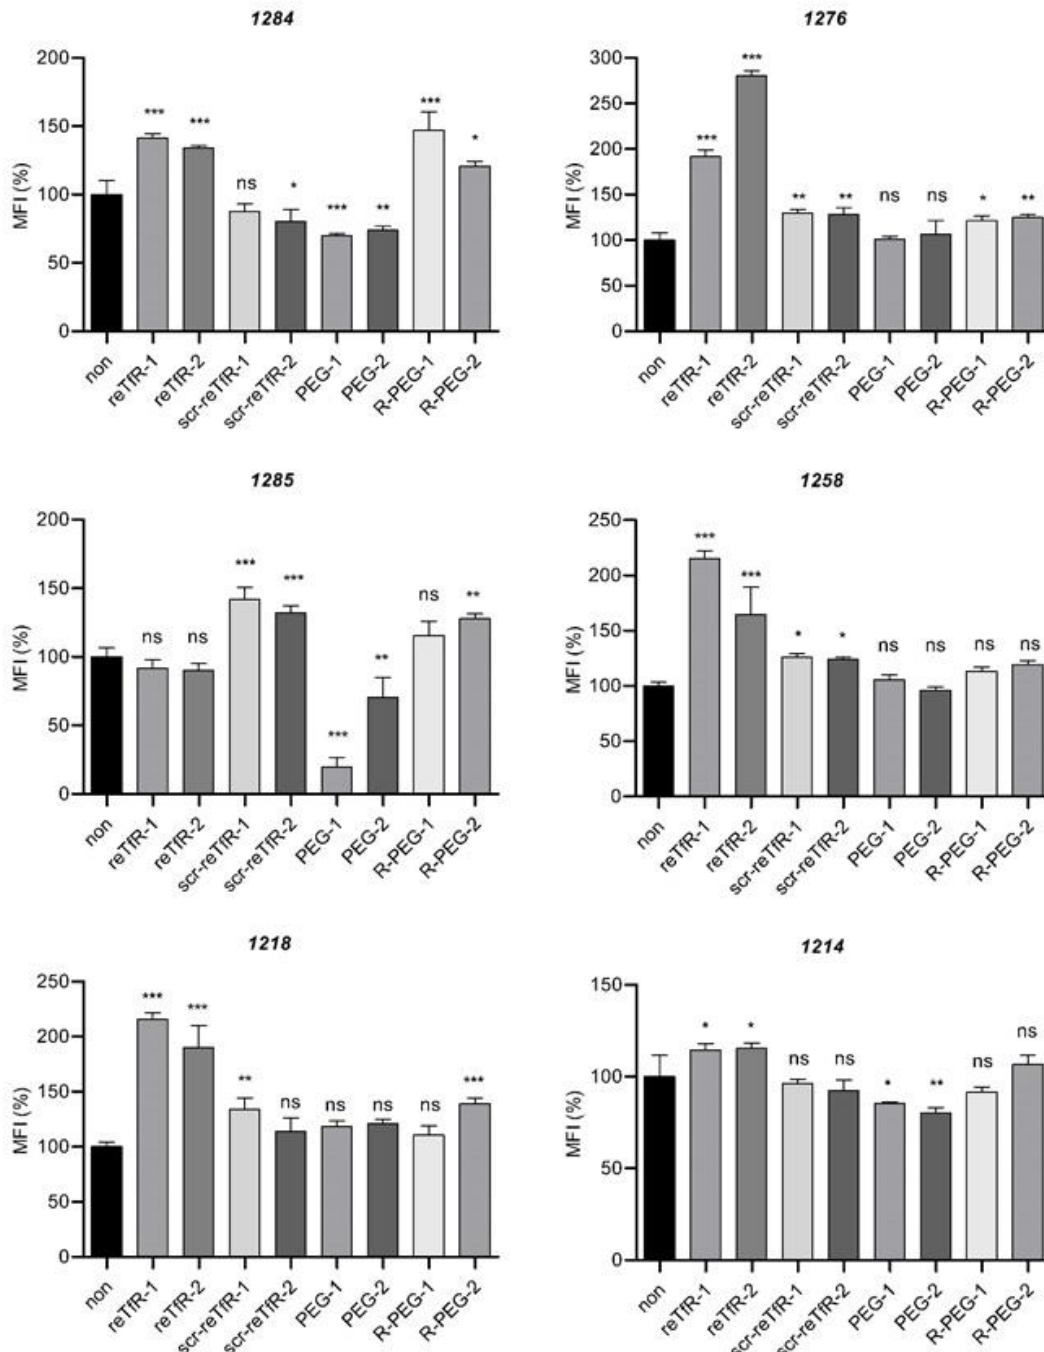 1284
MFI (%)
200
150
100
50
0
*** *** ns * *** ** *** *
non reTfR-1 reTfR-2 scr-reTfR-1 scr-reTfR-2 PEG-1 PEG-2 R-PEG-1 R-PEG-2
1276
MFI (%)
300
250
200
150
100
50
0
*** *** ** ** ns ns * **
non reTfR-1 reTfR-2 scr-reTfR-1 scr-reTfR-2 PEG-1 PEG-2 R-PEG-1 R-PEG-2
1285
MFI (%)
200
150
100
50
0
ns ns *** *** *** ** ns **
non reTfR-1 reTfR-2 scr-reTfR-1 scr-reTfR-2 PEG-1 PEG-2 R-PEG-1 R-PEG-2
1258
MFI (%)
250
200
150
100
50
0
*** *** * * ns ns ns ns
non reTfR-1 reTfR-2 scr-reTfR-1 scr-reTfR-2 PEG-1 PEG-2 R-PEG-1 R-PEG-2
1218
MFI (%)
250
200
150
100
50
0
*** *** ** ns ns ns ns ***
non reTfR-1 reTfR-2 scr-reTfR-1 scr-reTfR-2 PEG-1 PEG-2 R-PEG-1 R-PEG-2
1214
MFI (%)
150
100
50
0
* * ns ns * ** ns ns
non reTfR-1 reTfR-2 scr-reTfR-1 scr-reTfR-2 PEG-1 PEG-2 R-PEG-1 R-PEG-2